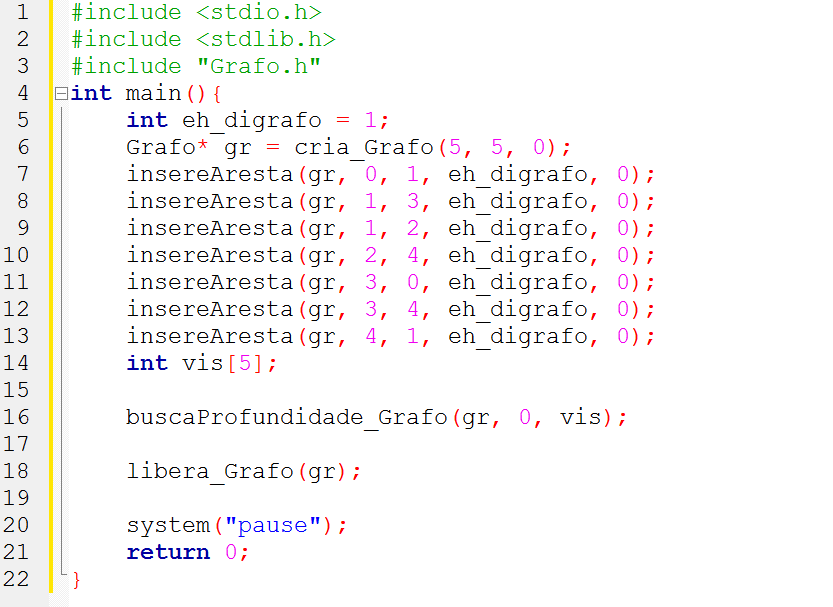 1 #include <stdio.h>
2 #include <stdlib.h>
3 #include "Grafo.h"
4 int main(){
5 int eh_digrafo = 1;
6 Grafo* gr = cria_Grafo(5, 5, 0);
7 insereAresta(gr, 0, 1, eh_digrafo, 0);
8 insereAresta(gr, 1, 3, eh_digrafo, 0);
9 insereAresta(gr, 1, 2, eh_digrafo, 0);
10 insereAresta(gr, 2, 4, eh_digrafo, 0);
11 insereAresta(gr, 3, 0, eh_digrafo, 0);
12 insereAresta(gr, 3, 4, eh_digrafo, 0);
13 insereAresta(gr, 4, 1, eh_digrafo, 0);
14 int vis[5];
15
16 buscaProfundidade_Grafo(gr, 0, vis);
17
18 libera_Grafo(gr);
19
20 system("pause");
21 return 0;
22 }